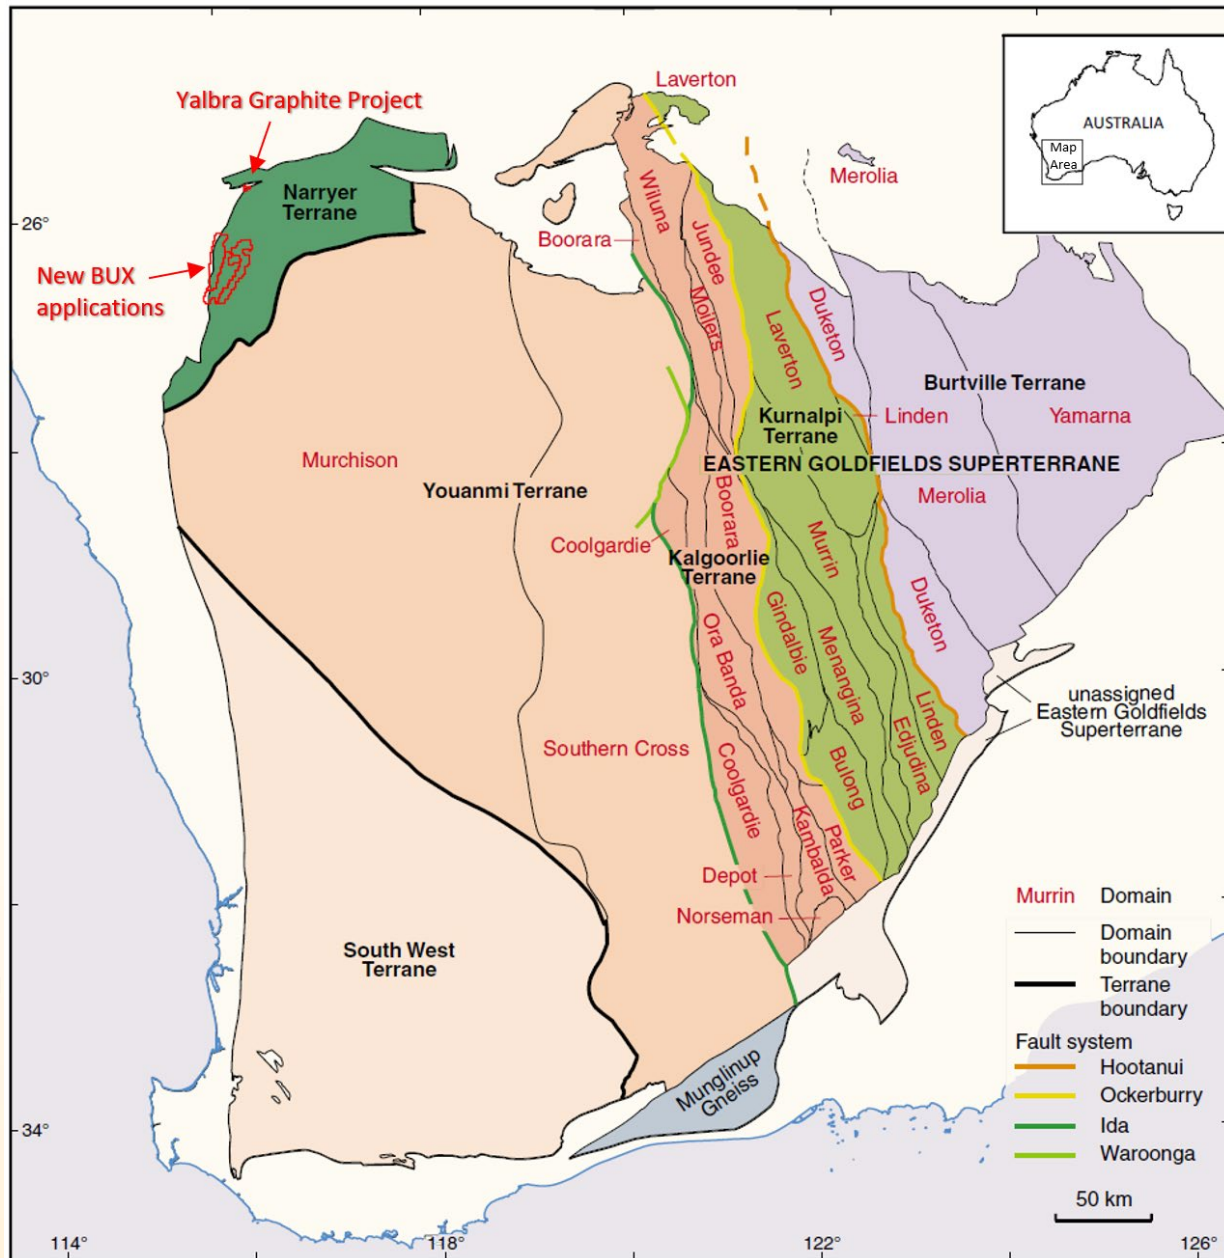 Laverton
Yalbra Graphite Project
AUSTRALIA
Map
Area
Merolia
Narryer
Terrane
Wiluna
26°
Boorara
Jundee
New BUX
applications
Moilers
Duketon
Laverton
Burtville Terrane
Kurnalpi
Terrane
Linden
Yamarna
Murchison
EASTERN GOLDFIELDS SUPERTERRANE
Youanmi Terrane
Merolia
Boorara
Coolgardie
Murrin
Kalgoorlie
Terrane
Gindalbie
Duketon
Ora Banda
Menangina
30°
unassigned
Eastern Goldfields
Superterrane
Linden
Edjudina
Southern Cross
Coolgardie
Bulong
Kambalda
Parker
Depot
Norseman
South West
Terrane
Murrin Domain
Domain
boundary
Terrane
boundary
Fault system
Hootanui
Ockerburry
Ida
Waroonga
Munglinup
Gneiss
34°
50 km
114°
118°
122°
126°